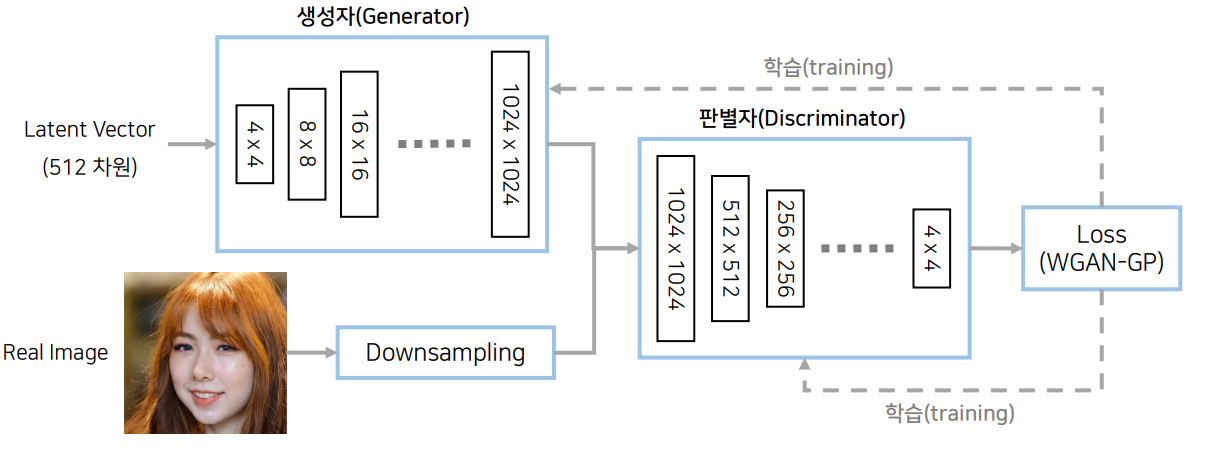 생성자(Generator)
4 x 4
8 x 8
16 x 16
1024 x 1024
Latent Vector
(512 차원)
학습(training)
판별자(Discriminator)
1024 x 1024
512 x 512
256 x 256
4 x 4
Loss
(WGAN-GP)
Real Image
Downsampling
학습(training)